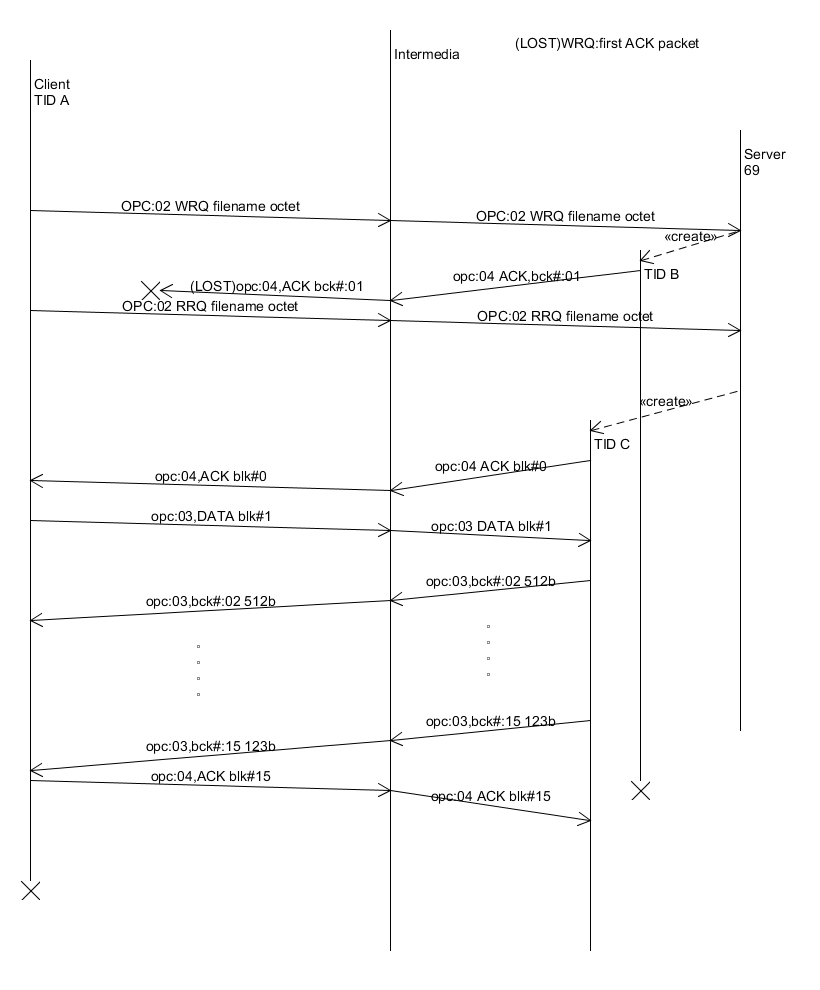 (LOST)WRQ:first ACK packet
Intermedia
Client
TID A
Server
69
OPC:02 WRQ filename octet
OPC:02 WRQ filename octet
«create»
TID B
opc:04 ACK,bck#:01
(LOST)opc:04,ACK bck#:01
OPC:02 RRQ filename octet
OPC:02 RRQ filename octet
«create»
TID C
opc:04 ACK blk#0
opc:04,ACK blk#0
opc:03,DATA blk#1
opc:03 DATA blk#1
opc:03,bck#:02 512b
opc:03,bck#:02 512b
opc:03,bck#:15 123b
opc:03,bck#:15 123b
opc:04,ACK blk#15
opc:04 ACK blk#15